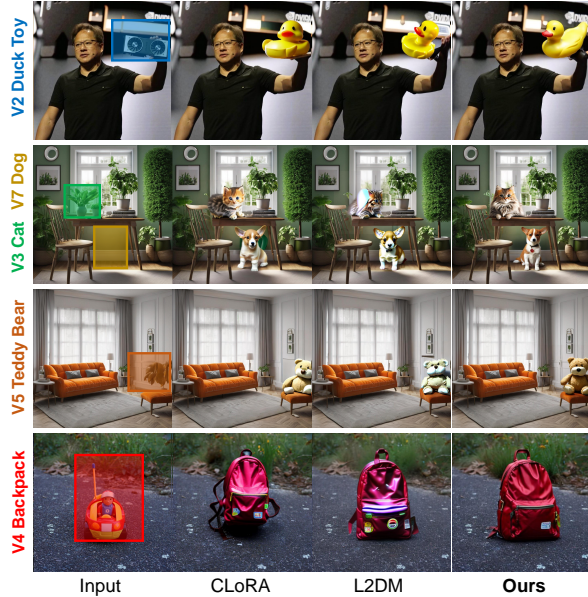 V2 Duck Toy
V3 Cat V7 Dog
V5 Teddy Bear
V4 Backpack
Input CLoRA L2DM Ours